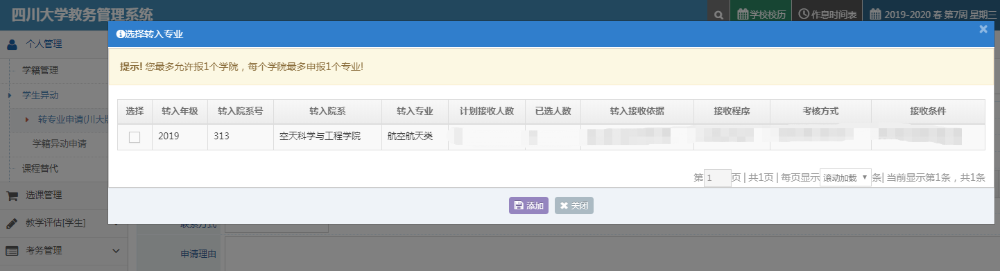 四川大学教务管理系统
学校校历
作息时间表
2019-2020 春 第7周 星期三
选择转入专业
个人管理
学籍管理
学生异动
转专业申请(川大版
学籍异动申请
课程替代
选课管理
教学评估[学生]
考务管理
提示! 您最多允许报1个学院，每个学院最多申报1个专业!
选择 转入年级 转入院系号 转入院系 转入专业 计划接收人数 已选人数 转入接收依据 接收程序 考核方式 接收条件
2019 313 空天科学与工程学院 航空航天类
第 1 页 | 共1页 | 每页显示 滚动加载 条| 当前显示第1条，共1条
添加 关闭
联系方式
申请理由